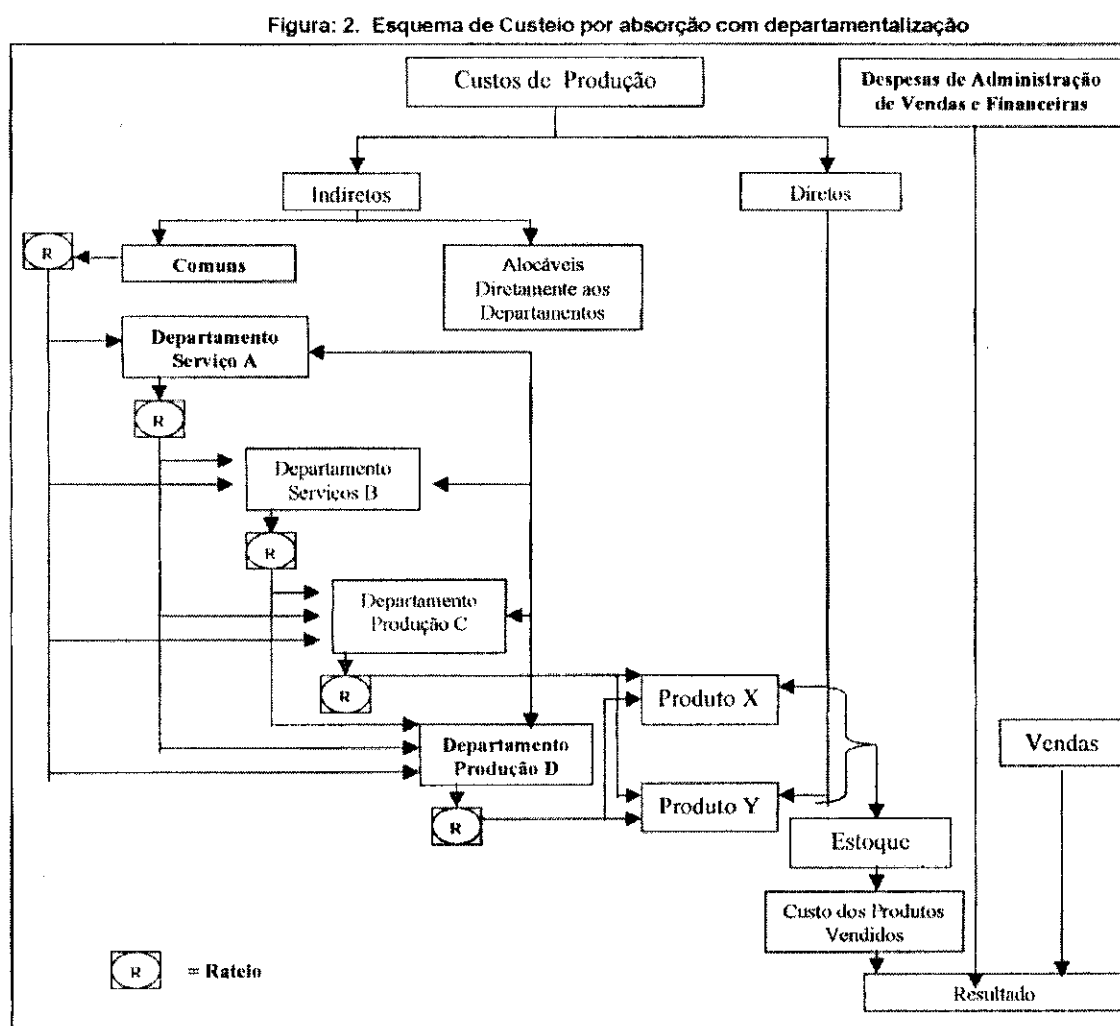 Figura: 2. Esquema de Custeio por absorção com departamentalização
Custos de Produção
Despesas de Administração
de Vendas e Financeiras
Indiretos
Diretos
R
Comuns
Alocáveis
Diretamente aos
Departamentos
Departamento
Serviço A
R
Departamento
Serviços B
R
Departamento
Produção C
R
Produto X
Departamento
Produção D
Vendas
Produto Y
R
Estoque
Custo dos Produtos
Vendidos
R
= Rateio
Resultado